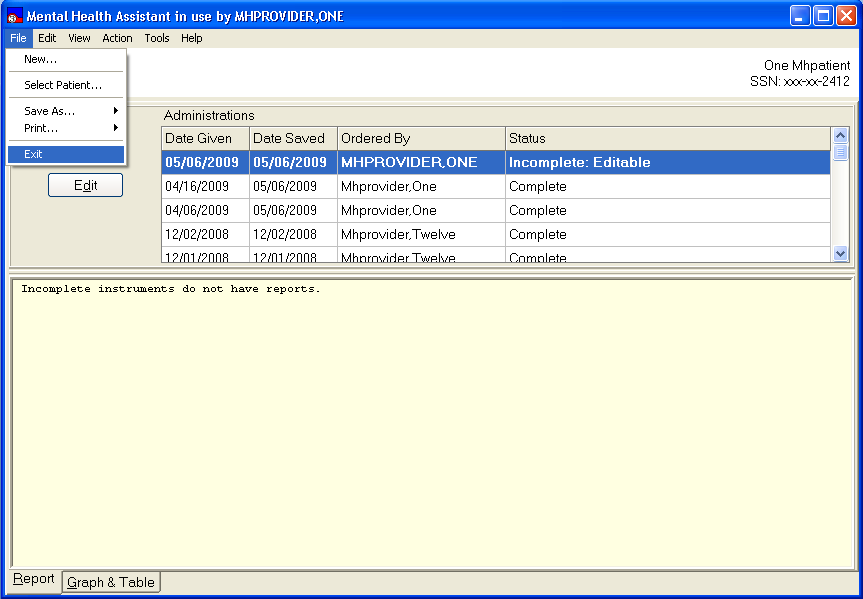 Mental Health Assistant in use by MHPROVIDER,ONE
File Edit View Action Tools Help
New...
Select Patient...
Save As...
Print...
Exit
Edit
One Mhpatient
SSN: xxx-xx-2412
Administrations
Date Given Date Saved Ordered By Status
05/06/2009 05/06/2009 MHPROVIDER,ONE Incomplete: Editable
04/16/2009 05/06/2009 Mhprovider,One Complete
04/06/2009 05/06/2009 Mhprovider,One Complete
12/02/2008 12/02/2008 Mhprovider,Twelve Complete
12/01/2008 12/01/2008 Mhprovider,Twelve Complete
Incomplete instruments do not have reports.
Report Graph & Table